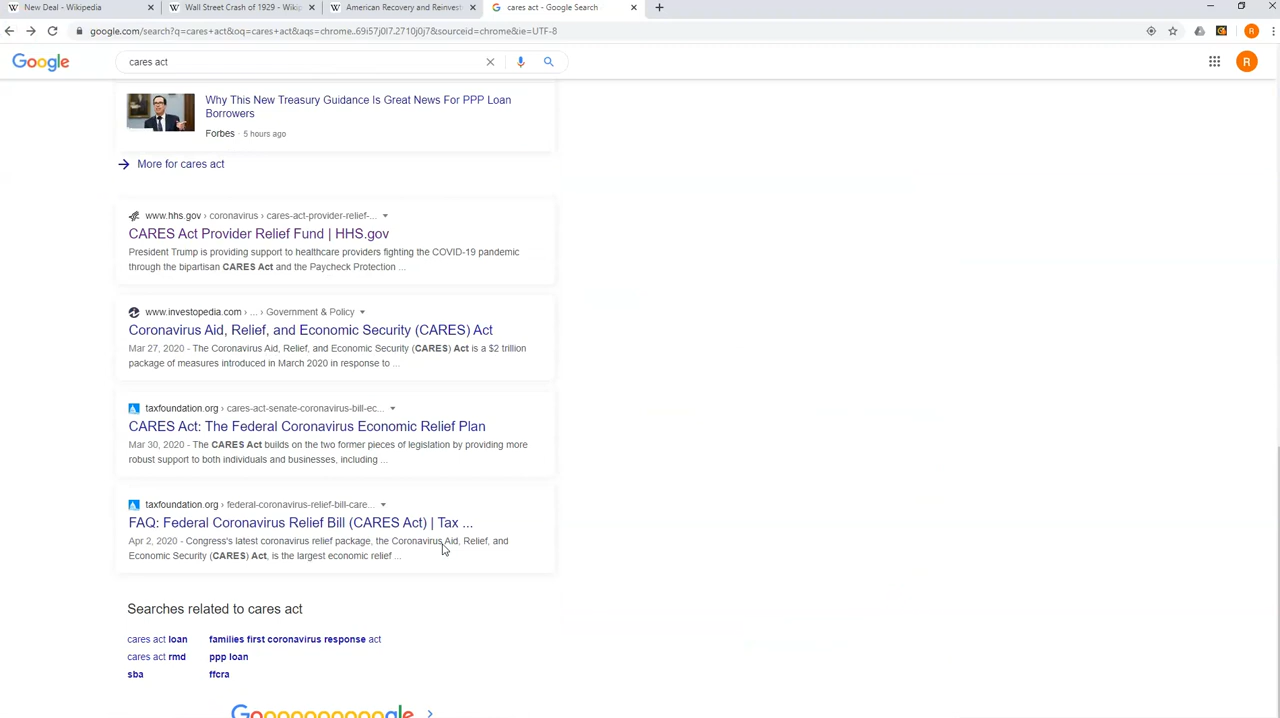 New Deal - Wikipedia
Wall Street Crash of 1929 - Wikip
American Recovery and Reinvest
cares act - Google Search
google.com/search?q=cares+act&oq=cares+act&aqs=chrome..69i57j0l7.2710j0j7&sourceid=chrome&ie=UTF-8
R
Google
cares act
R
Why This New Treasury Guidance Is Great News For PPP Loan
Borrowers
Forbes · 5 hours ago
More for cares act
www.hhs.gov › coronavirus › cares-act-provider-relief-...
CARES Act Provider Relief Fund | HHS.gov
President Trump is providing support to healthcare providers fighting the COVID-19 pandemic
through the bipartisan CARES Act and the Paycheck Protection ...
www.investopedia.com › ... › Government & Policy
Coronavirus Aid, Relief, and Economic Security (CARES) Act
Mar 27, 2020 - The Coronavirus Aid, Relief, and Economic Security (CARES) Act is a $2 trillion
package of measures introduced in March 2020 in response to ...
taxfoundation.org › cares-act-senate-coronavirus-bill-ec...
CARES Act: The Federal Coronavirus Economic Relief Plan
Mar 30, 2020 - The CARES Act builds on the two former pieces of legislation by providing more
robust support to both individuals and businesses, including ...
taxfoundation.org › federal-coronavirus-relief-bill-care...
FAQ: Federal Coronavirus Relief Bill (CARES Act) | Tax ...
Apr 2, 2020 - Congress's latest coronavirus relief package, the Coronavirus Aid, Relief, and
Economic Security (CARES) Act, is the largest economic relief ...
Searches related to cares act
cares act loan
families first coronavirus response act
cares act rmd
ppp loan
sba
ffcra
Goooooooooogle